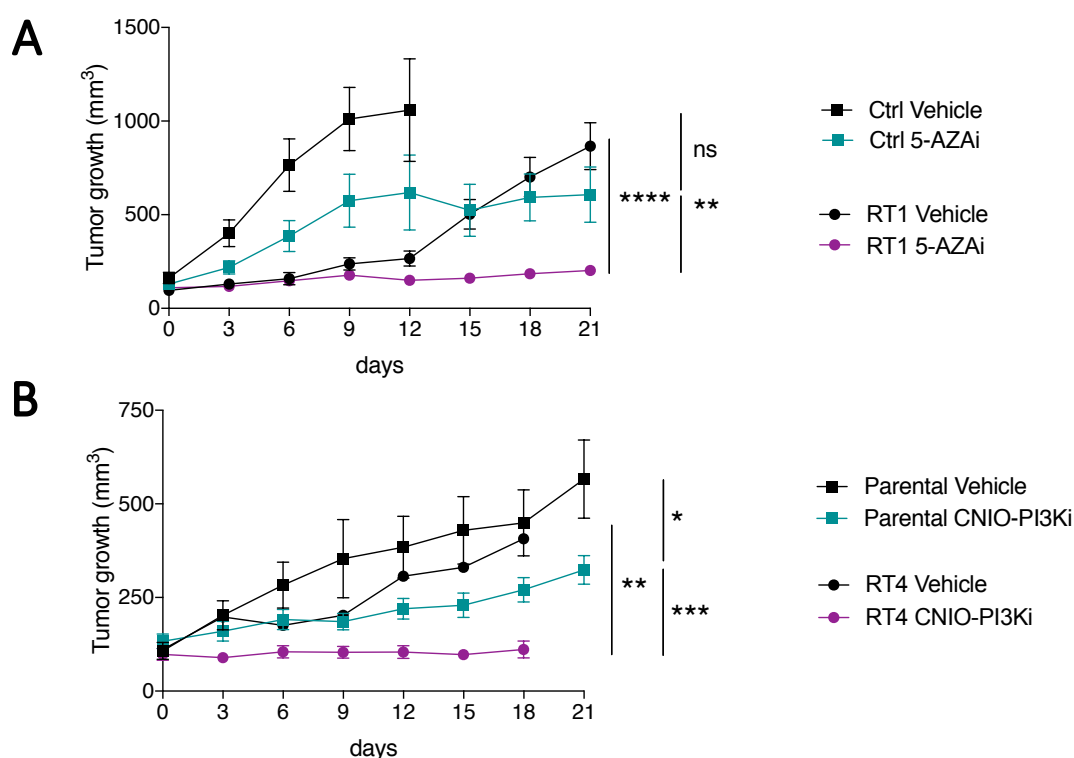 A
Tumor growth (mm³)
1500
1000
500
0
0 3 6 9 12 15 18 21
days
**** ns
**
Ctrl Vehicle
Ctrl 5-AZAi
RT1 Vehicle
RT1 5-AZAi
B
Tumor growth (mm³)
750
500
250
0
0 3 6 9 12 15 18 21
days
** *
***
Parental Vehicle
Parental CNIO-PI3Ki
RT4 Vehicle
RT4 CNIO-PI3Ki